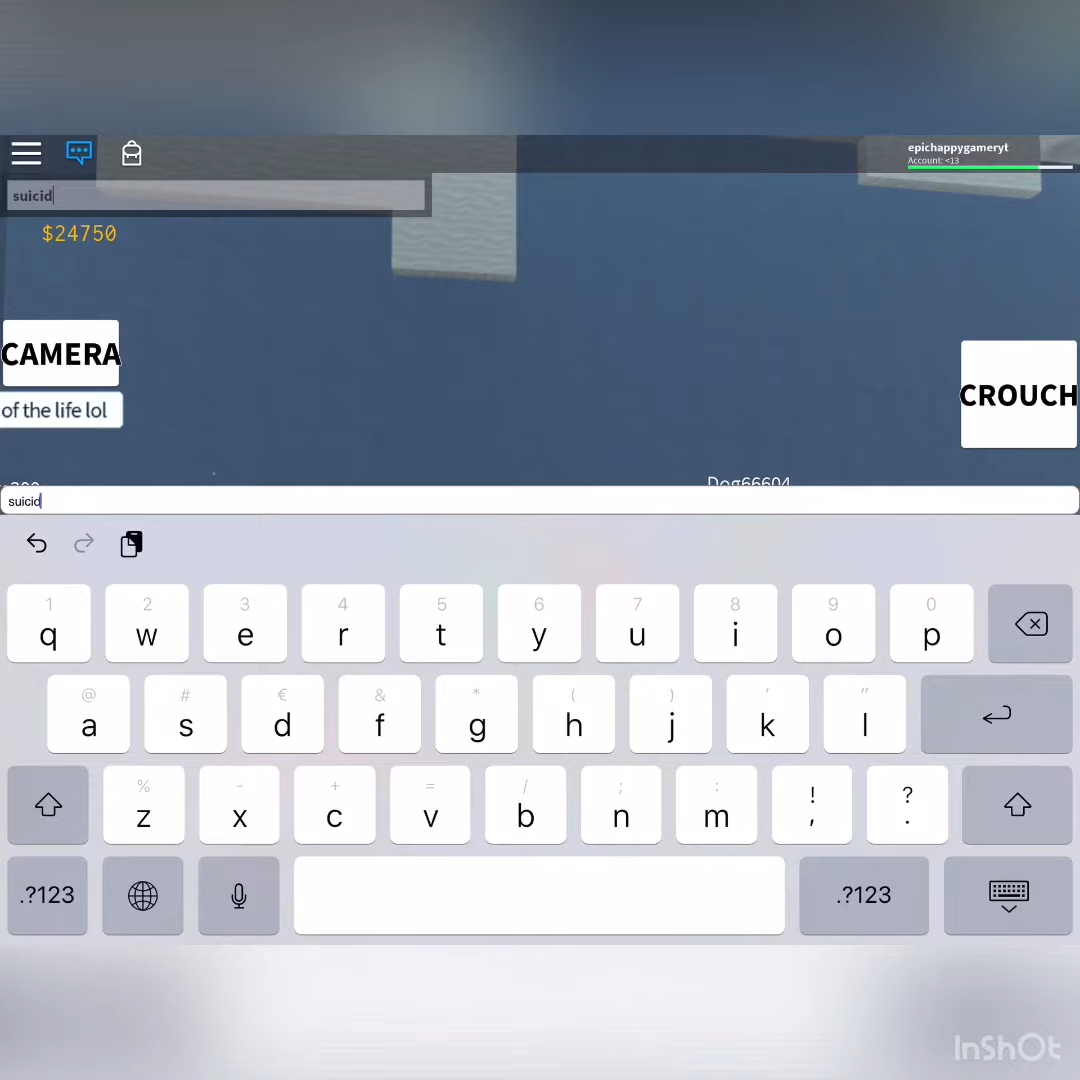 epichappygameryt
Account: <13
suicid
$24750
CAMERA
CROUCH
of the life lol
Dog66604
suicid
1 2 3 4 5 6 7 8 9 0
q w e r t y u i o p
@ # € & * ( ) ' "
a s d f g h j k l
% - + = / ; : ! ?
z x c v b n m , .
.?123 .?123
InShOt